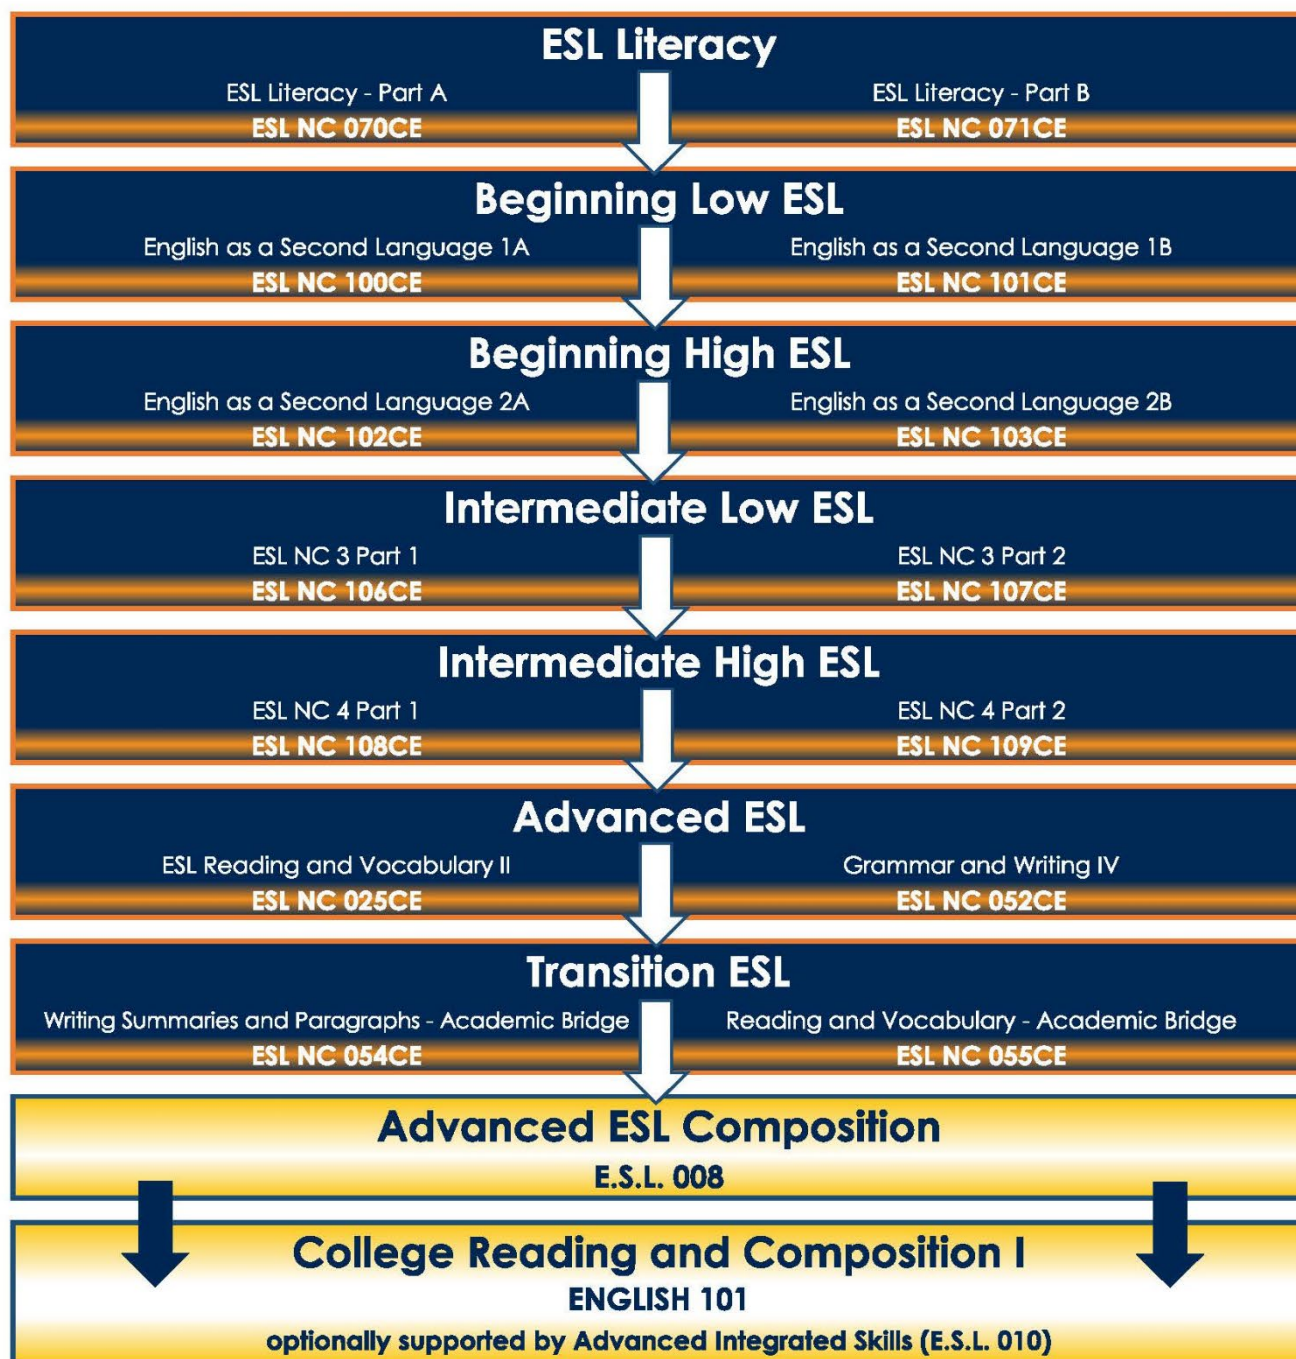 ESL Literacy
ESL Literacy - Part A
ESL NC 070CE
ESL Literacy - Part B
ESL NC 071CE
Beginning Low ESL
English as a Second Language 1A
ESL NC 100CE
English as a Second Language 1B
ESL NC 101CE
Beginning High ESL
English as a Second Language 2A
ESL NC 102CE
English as a Second Language 2B
ESL NC 103CE
Intermediate Low ESL
ESL NC 3 Part 1
ESL NC 106CE
ESL NC 3 Part 2
ESL NC 107CE
Intermediate High ESL
ESL NC 4 Part 1
ESL NC 108CE
ESL NC 4 Part 2
ESL NC 109CE
Advanced ESL
ESL Reading and Vocabulary II
ESL NC 025CE
Grammar and Writing IV
ESL NC 052CE
Transition ESL
Writing Summaries and Paragraphs - Academic Bridge
ESL NC 054CE
Reading and Vocabulary - Academic Bridge
ESL NC 055CE
Advanced ESL Composition
E.S.L. 008
College Reading and Composition I
ENGLISH 101
optionally supported by Advanced Integrated Skills (E.S.L. 010)